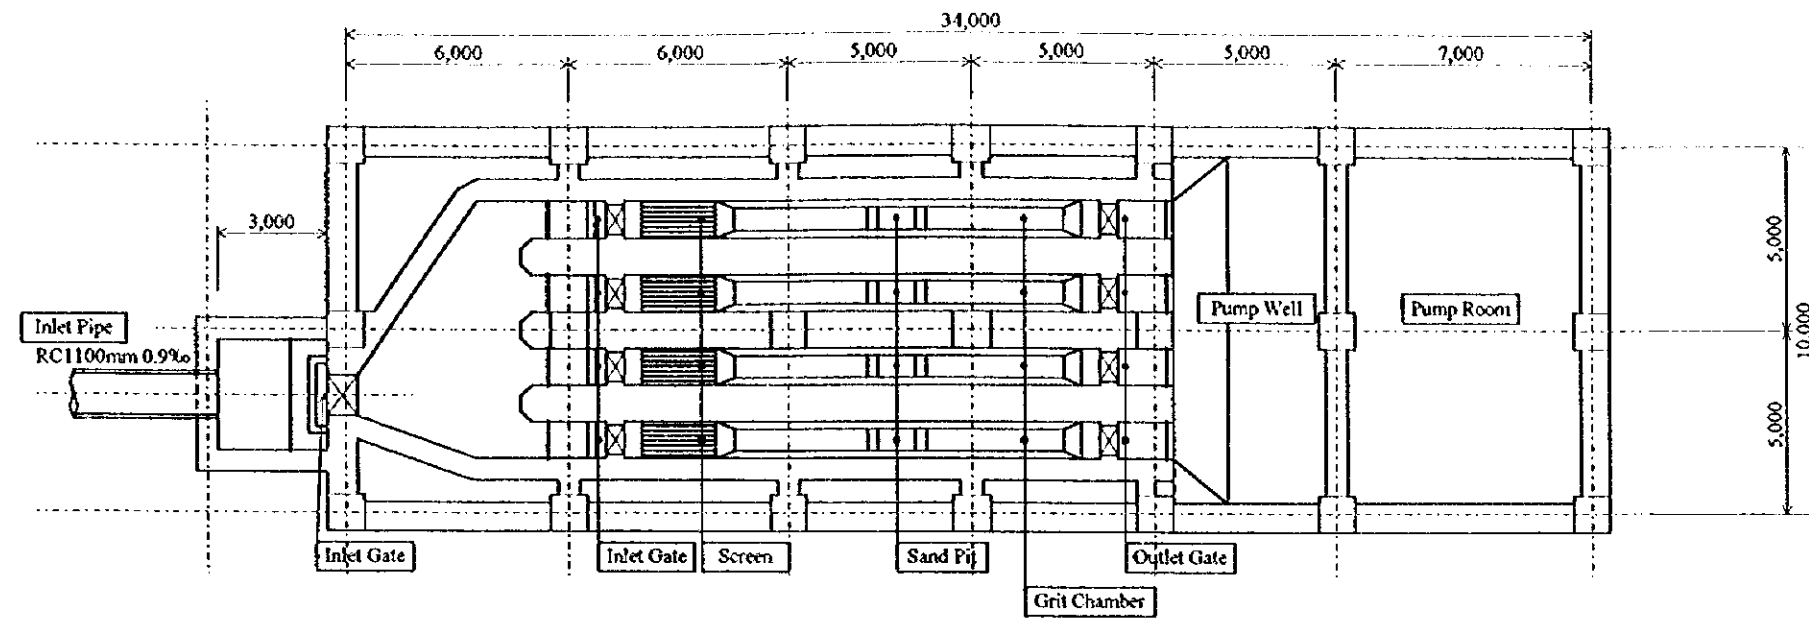 34,000
6,000
6,000
5,000
5,000
5,000
7,000
3,000
5,000
Inlet Pipe
RC1100mm 0.9‰
Pump Well
Pump Room
10,000
5,000
Inlet Gate
Inlet Gate
Screen
Sand Pit
Outlet Gate
Grit Chamber